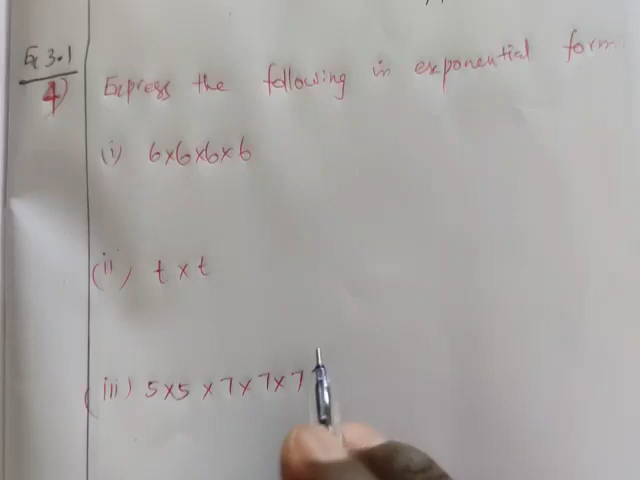 Ex 3.1
4) Express the following in exponential form
(i) 6×6×6×6
(ii) t × t
(iii) 5×5 × 7 × 7 × 7